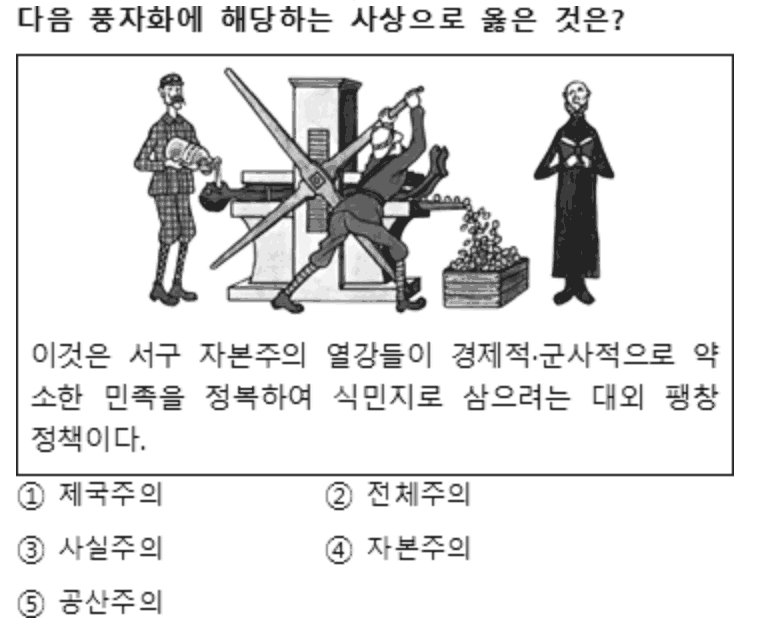 다음 풍자화에 해당하는 사상으로 옳은 것은?
이것은 서구 자본주의 열강들이 경제적·군사적으로 약
소한 민족을 정복하여 식민지로 삼으려는 대외 팽창
정책이다.
① 제국주의 ② 전체주의
③ 사실주의 ④ 자본주의
⑤ 공산주의